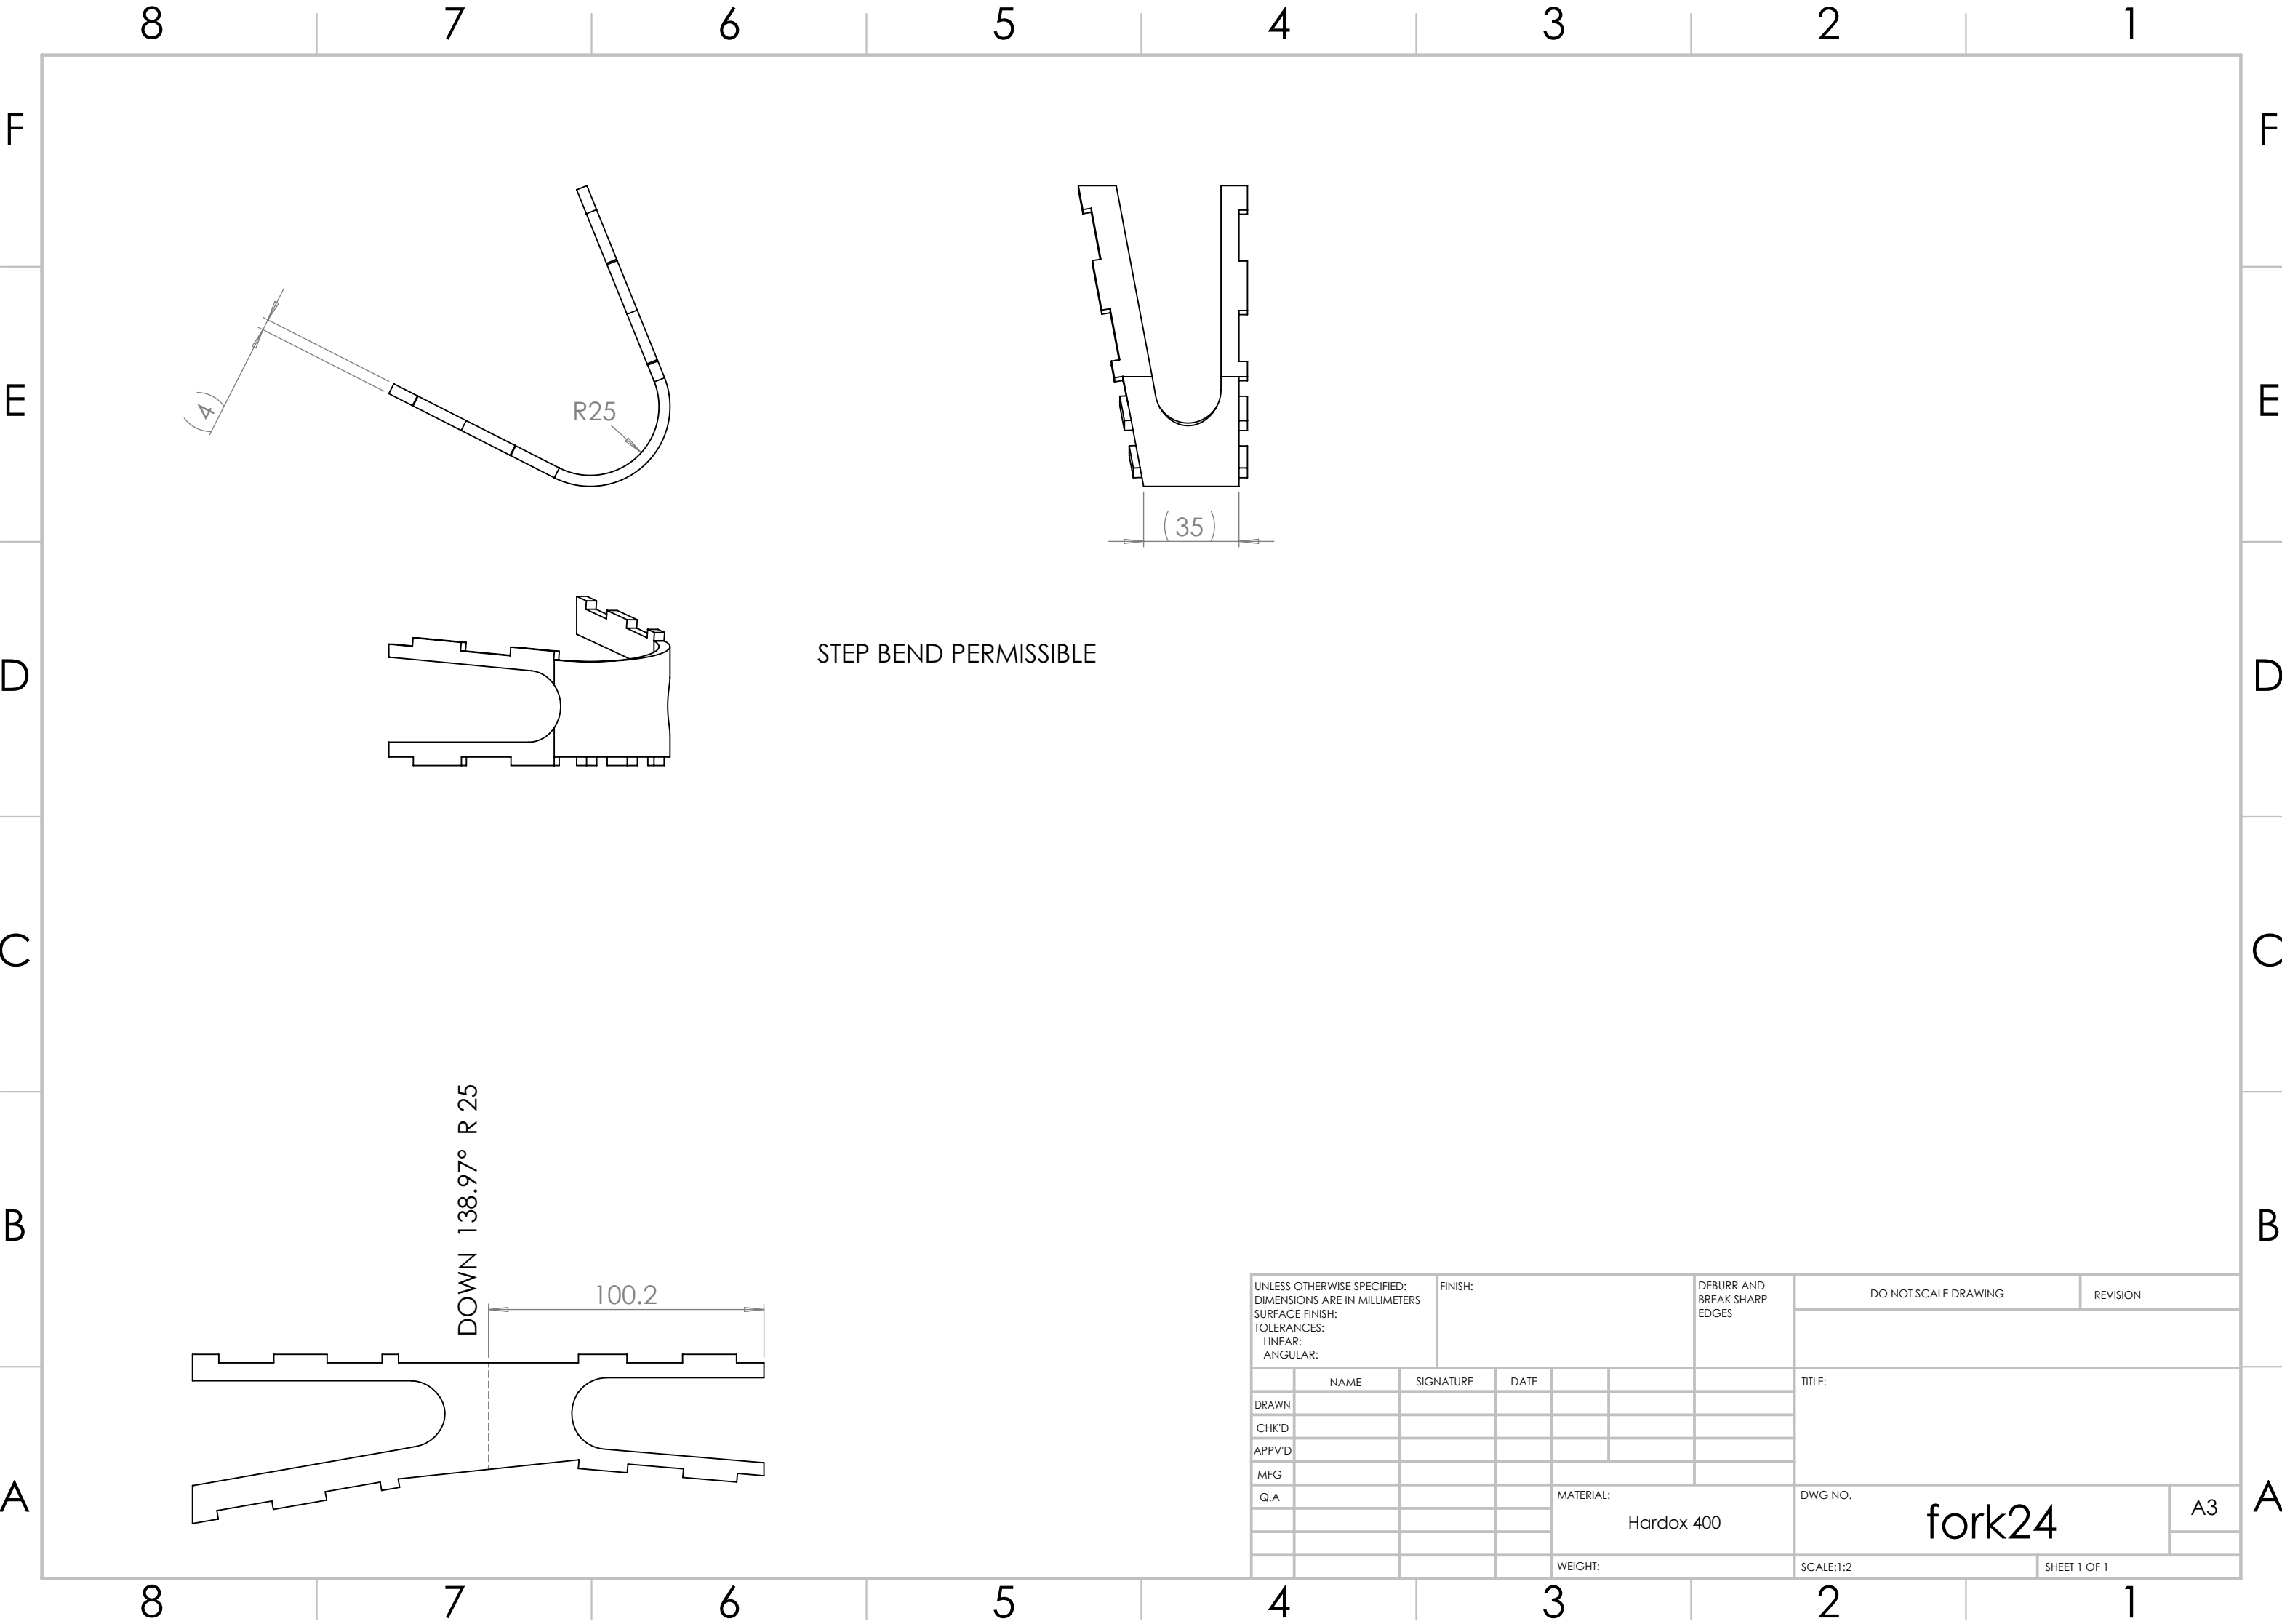 8 7 6 5 4 3 2 1
F F
E E
D D
C C
B B
A A
(4)
R25
(35)
STEP BEND PERMISSIBLE
DOWN 138.97° R 25
100.2
UNLESS OTHERWISE SPECIFIED:
DIMENSIONS ARE IN MILLIMETERS
SURFACE FINISH:
TOLERANCES:
LINEAR:
ANGULAR:
FINISH:
DEBURR AND
BREAK SHARP
EDGES
DO NOT SCALE DRAWING
REVISION
NAME SIGNATURE DATE
DRAWN
CHK'D
APPV'D
MFG
Q.A
TITLE:
MATERIAL:
Hardox 400
DWG NO.
fork24
A3
WEIGHT:
SCALE:1:2
SHEET 1 OF 1
8 7 6 5 4 3 2 1